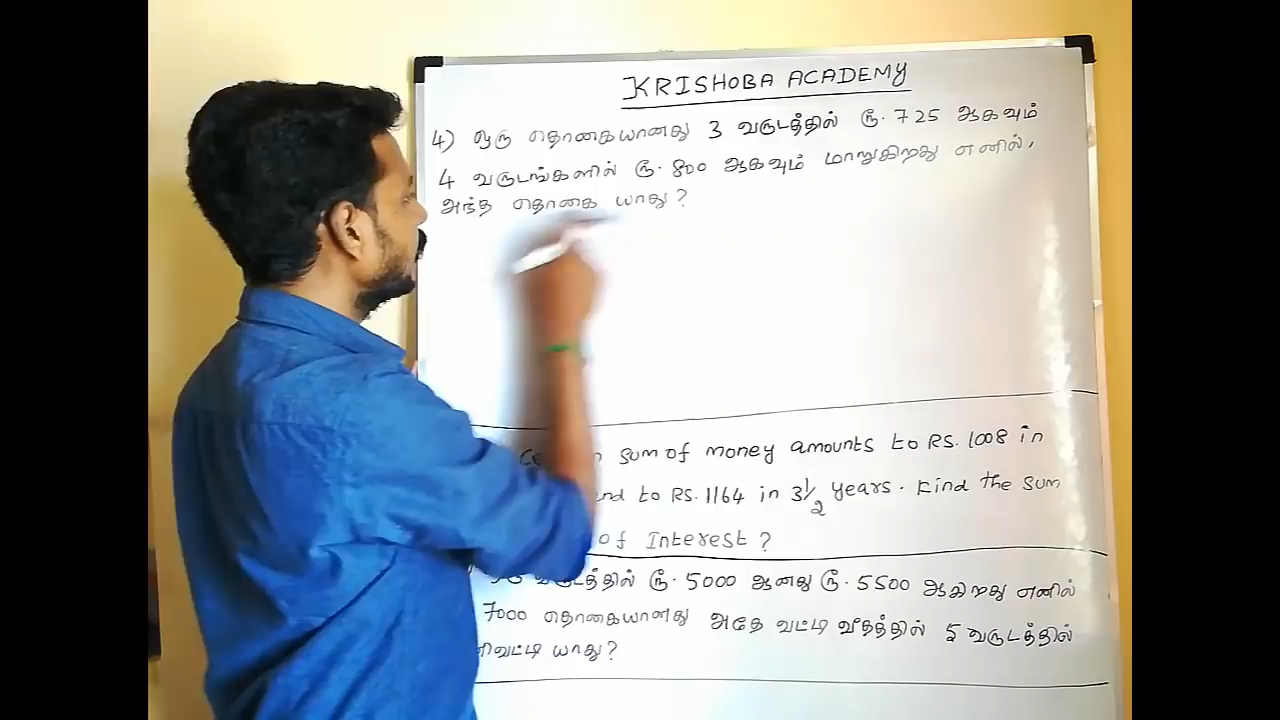 KRISHOBA ACADEMY
4) ஒரு தொகையானது 3 வருடத்தில் ரூ. 725 ஆகவும்
4 வருடங்களில் ரூ. 800 ஆகவும் மாறுகிறது எனில்,
அந்த தொகை யாது?
sum of money amounts to RS. 1008 in
to RS. 1164 in 3 1/2 years. Find the sum
of Interest?
வருடத்தில் ரூ. 5000 ஆனது ரூ. 5500 ஆகிறது எனில்
7000 தொகையானது அதே வட்டி வீதத்தில் 5 வருடத்தில்
யாது?